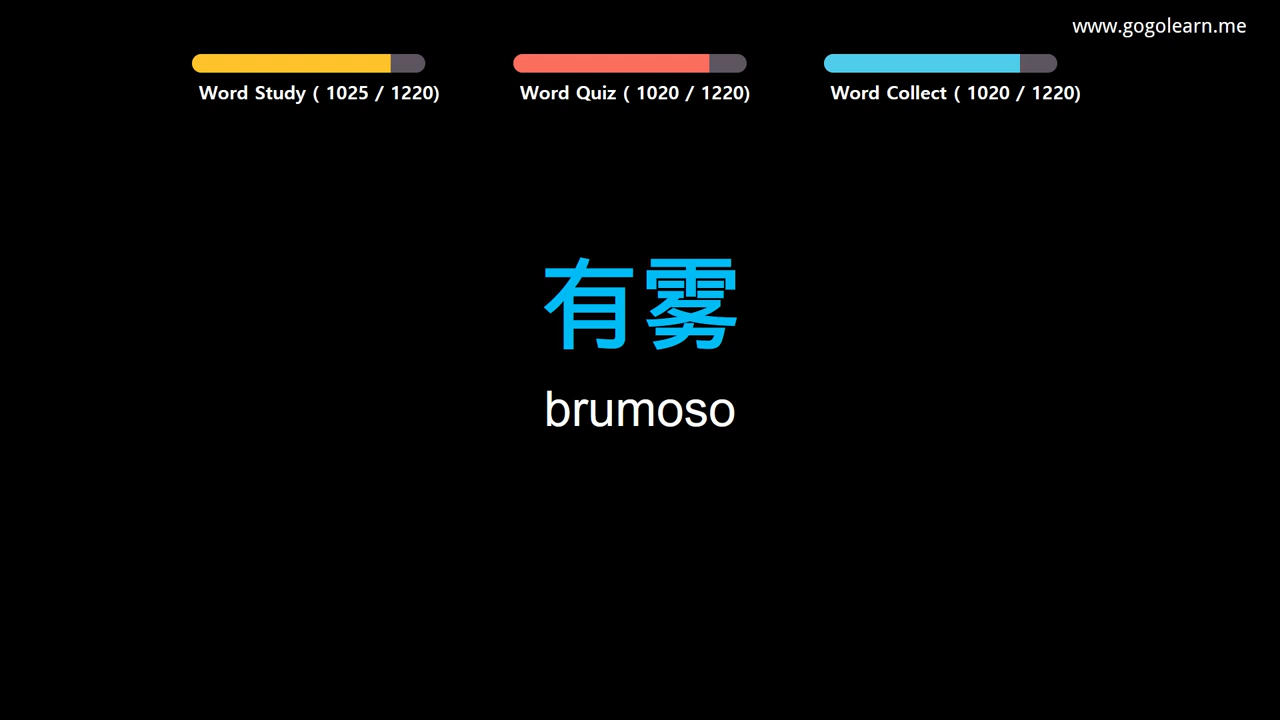 www.gogolearn.me
Word Study ( 1025 / 1220)
Word Quiz ( 1020 / 1220)
Word Collect ( 1020 / 1220)
有雾
brumoso